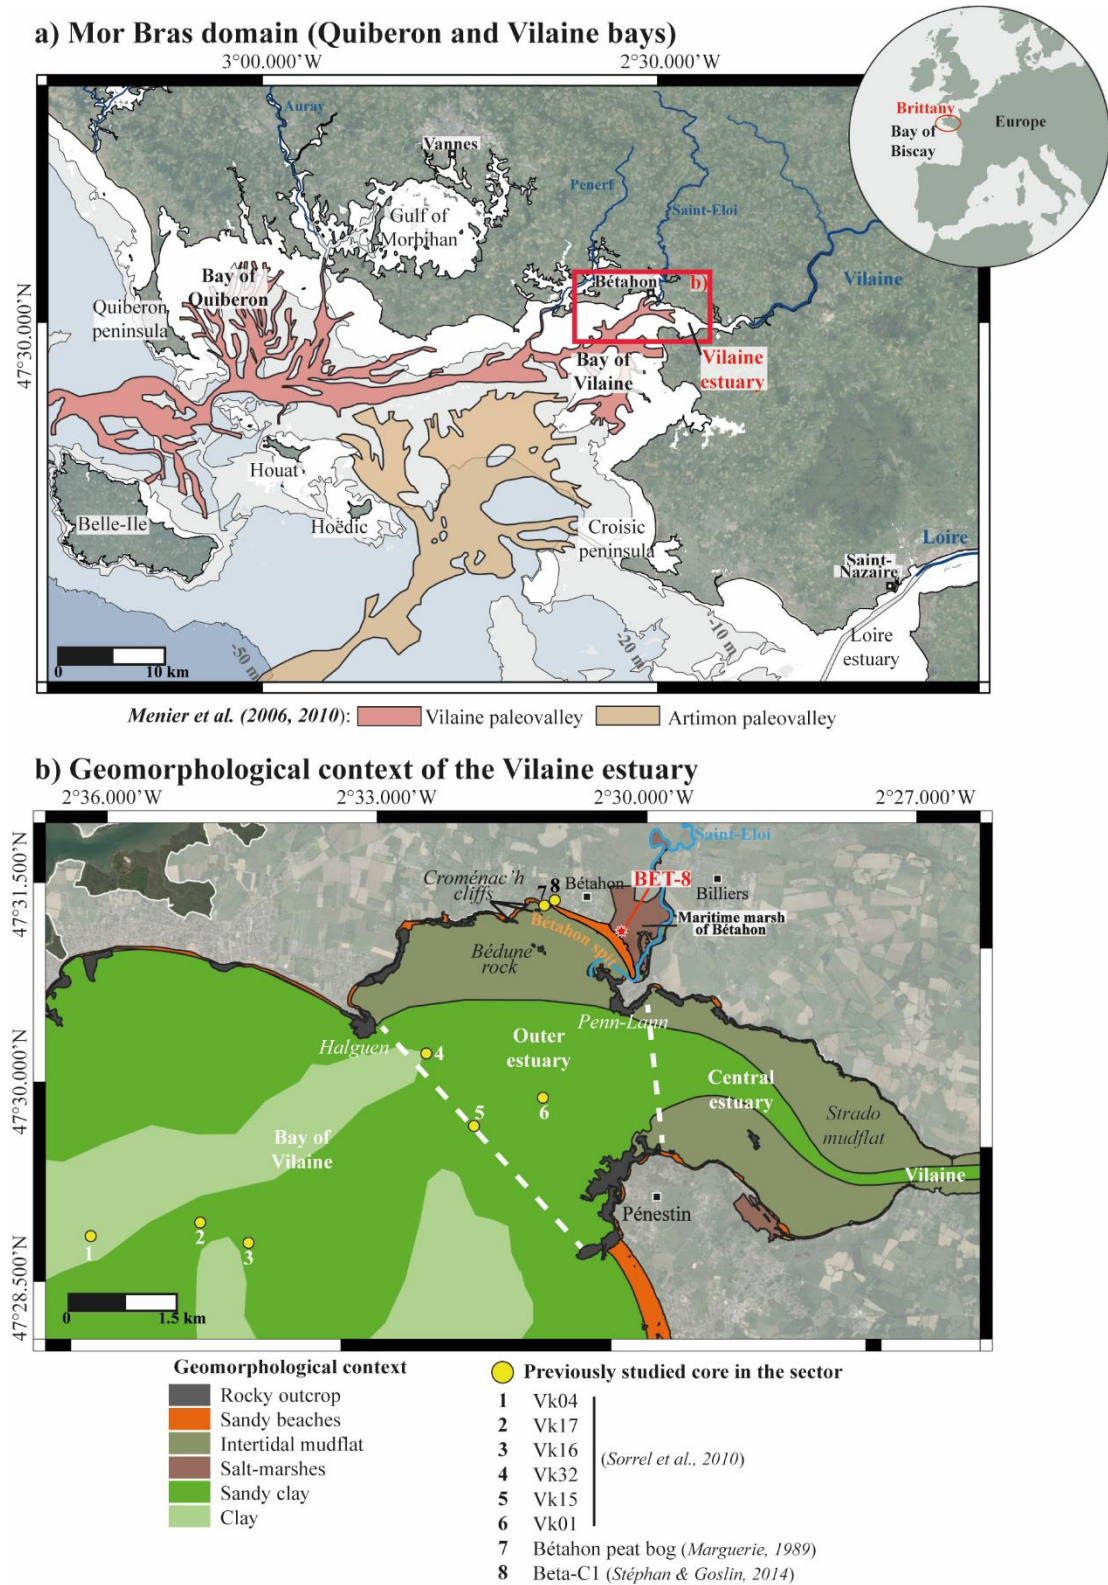 a) Mor Bras domain (Quiberon and Vilaine bays)
3°00.000’W
2°30.000’W
Brittany
Bay of
Biscay
Europe
Auray
Vannes
Penerf
Saint-Eloi
Gulf of
Morbihan
Vilaine
Bay of
Quiberon
Bétahon
b)
Quiberon
peninsula
47°30.000’N
Bay of
Vilaine
Vilaine
estuary
Houat
Belle-Ile
Hoëdic
Croisic
peninsula
Loire
Saint-
Nazaire
Loire
estuary
-50 m
-20 m
-10 m
0
10 km
Menier et al. (2006, 2010):
Vilaine paleovalley
Artimon paleovalley
b) Geomorphological context of the Vilaine estuary
2°36.000’W
2°33.000’W
2°30.000’W
2°27.000’W
47°31.500’N
47°30.000’N
47°28.500’N
Saint-Eloi
Croménac’h
cliffs
7
8
Bétahon
BET-8
Billiers
Maritime marsh
of Bétahon
Bétahon spit
Bédune
rock
Penn-Lann
Halguen
4
Outer
estuary
5
6
Central
estuary
Strado
mudflat
Bay of
Vilaine
Vilaine
Pénestin
1
2
3
0
1.5 km
Geomorphological context
Rocky outcrop
Sandy beaches
Intertidal mudflat
Salt-marshes
Sandy clay
Clay
Previously studied core in the sector
1 Vk04
2 Vk17
3 Vk16
4 Vk32
5 Vk15
6 Vk01
(Sorrel et al., 2010)
7 Bétahon peat bog (Marguerie, 1989)
8 Beta-C1 (Stéphan & Goslin, 2014)